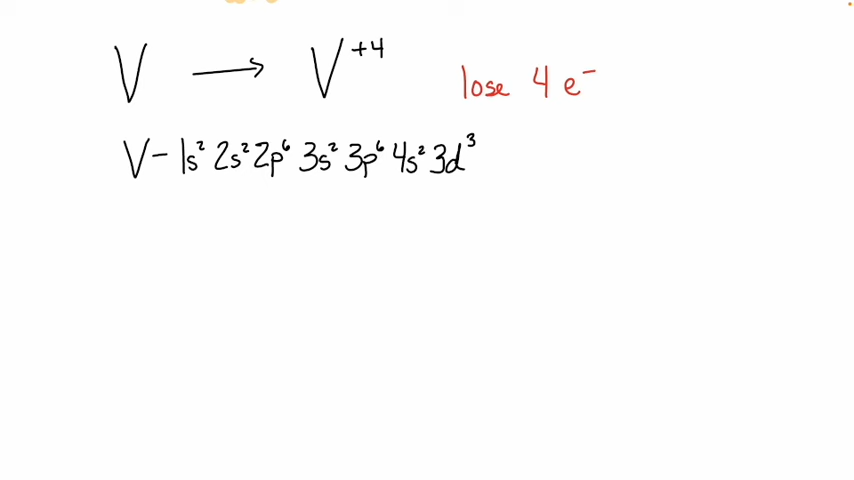 V → V⁺⁴ lose 4 e⁻
V – 1s² 2s² 2p⁶ 3s² 3p⁶ 4s² 3d³